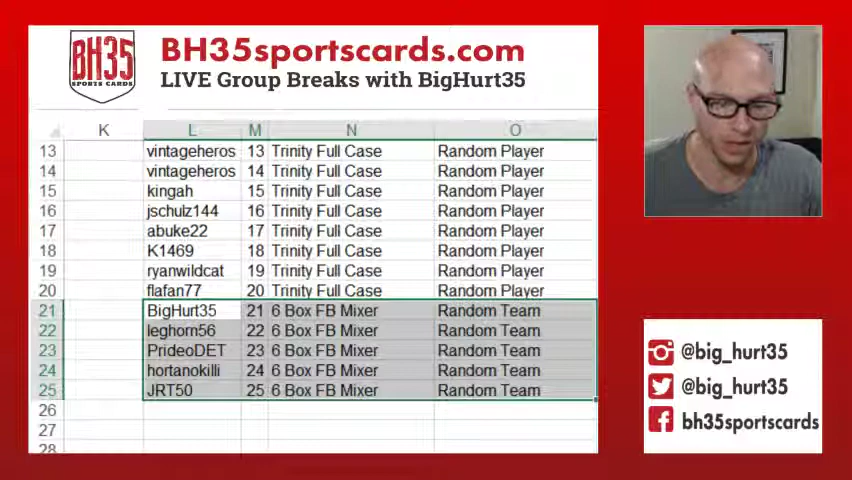 BH35
SPORTS CARDS
BH35sportscards.com
LIVE Group Breaks with BigHurt35
K L M N O
13 vintageheros 13 Trinity Full Case Random Player
14 vintageheros 14 Trinity Full Case Random Player
15 kingah 15 Trinity Full Case Random Player
16 jschulz144 16 Trinity Full Case Random Player
17 abuke22 17 Trinity Full Case Random Player
18 K1469 18 Trinity Full Case Random Player
19 ryanwildcat 19 Trinity Full Case Random Player
20 flafan77 20 Trinity Full Case Random Player
21 BigHurt35 21 6 Box FB Mixer Random Team
22 leghorn56 22 6 Box FB Mixer Random Team
23 PrideoDET 23 6 Box FB Mixer Random Team
24 hortanokilli 24 6 Box FB Mixer Random Team
25 JRT50 25 6 Box FB Mixer Random Team
26
27
28
@big_hurt35
@big_hurt35
bh35sportscards